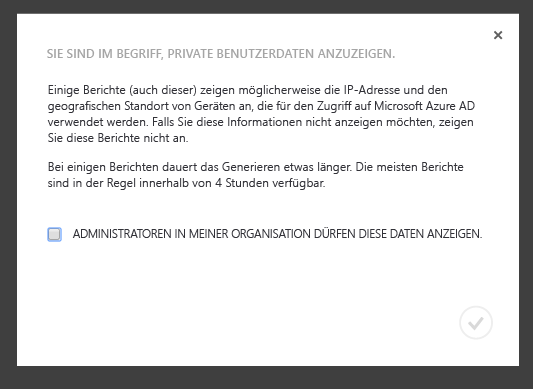 SIE SIND IM BEGRIFF, PRIVATE BENUTZERDATEN ANZUZEIGEN.
Einige Berichte (auch dieser) zeigen möglicherweise die IP-Adresse und den
geografischen Standort von Geräten an, die für den Zugriff auf Microsoft Azure AD
verwendet werden. Falls Sie diese Informationen nicht anzeigen möchten, zeigen
Sie diese Berichte nicht an.
Bei einigen Berichten dauert das Generieren etwas länger. Die meisten Berichte
sind in der Regel innerhalb von 4 Stunden verfügbar.
ADMINISTRATOREN IN MEINER ORGANISATION DÜRFEN DIESE DATEN ANZEIGEN.